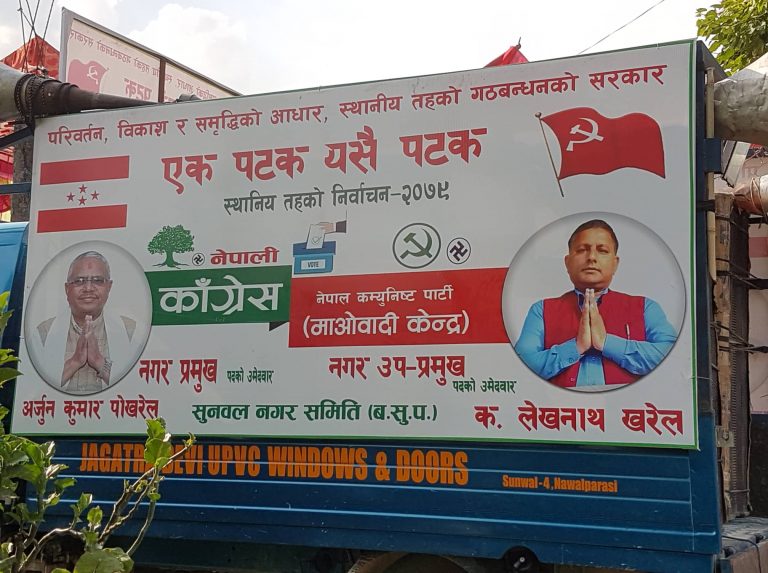 परिवर्तन, विकाश र समृद्धिको आधार, स्थानीय तहको गठबन्धनको सरकार
एक पटक यसै पटक
स्थानिय तहको निर्वाचन-२०७९
नेपाली
काँग्रेस
VOTE
नेपाल कम्युनिष्ट पार्टी
(माओवादी केन्द्र)
नगर प्रमुख पदको उमेदवार
नगर उप-प्रमुख पदको उमेदवार
अर्जुन कुमार पोखरेल
सुनवल नगर समिति (ब.सु.प.)
क. लेखनाथ खरेल
JAGATRA DEVI UPVC WINDOWS & DOORS
Sunwal-4, Nawalparasi